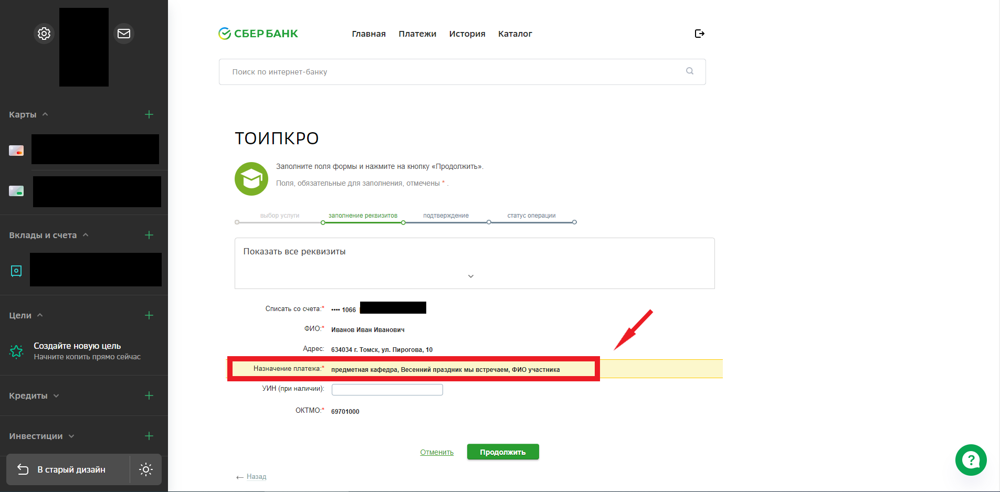 Карты
Вклады и счета
Цели
Создайте новую цель
Начните копить прямо сейчас
Кредиты
Инвестиции
В старый дизайн
СБЕР БАНК
Главная Платежи История Каталог
Поиск по интернет-банку
ТОИПКРО
Заполните поля формы и нажмите на кнопку «Продолжить».
Поля, обязательные для заполнения, отмечены * .
выбор услуги заполнение реквизитов подтверждение статус операции
Показать все реквизиты
Списать со счета:* •••• 1066
ФИО:* Иванов Иван Иванович
Адрес: 634034 г. Томск, ул. Пирогова, 10
Назначение платежа:* предметная кафедра, Весенний праздник мы встречаем, ФИО участника
УИН (при наличии):
ОКТМО:* 69701000
Отменить Продолжить
← Назад
?